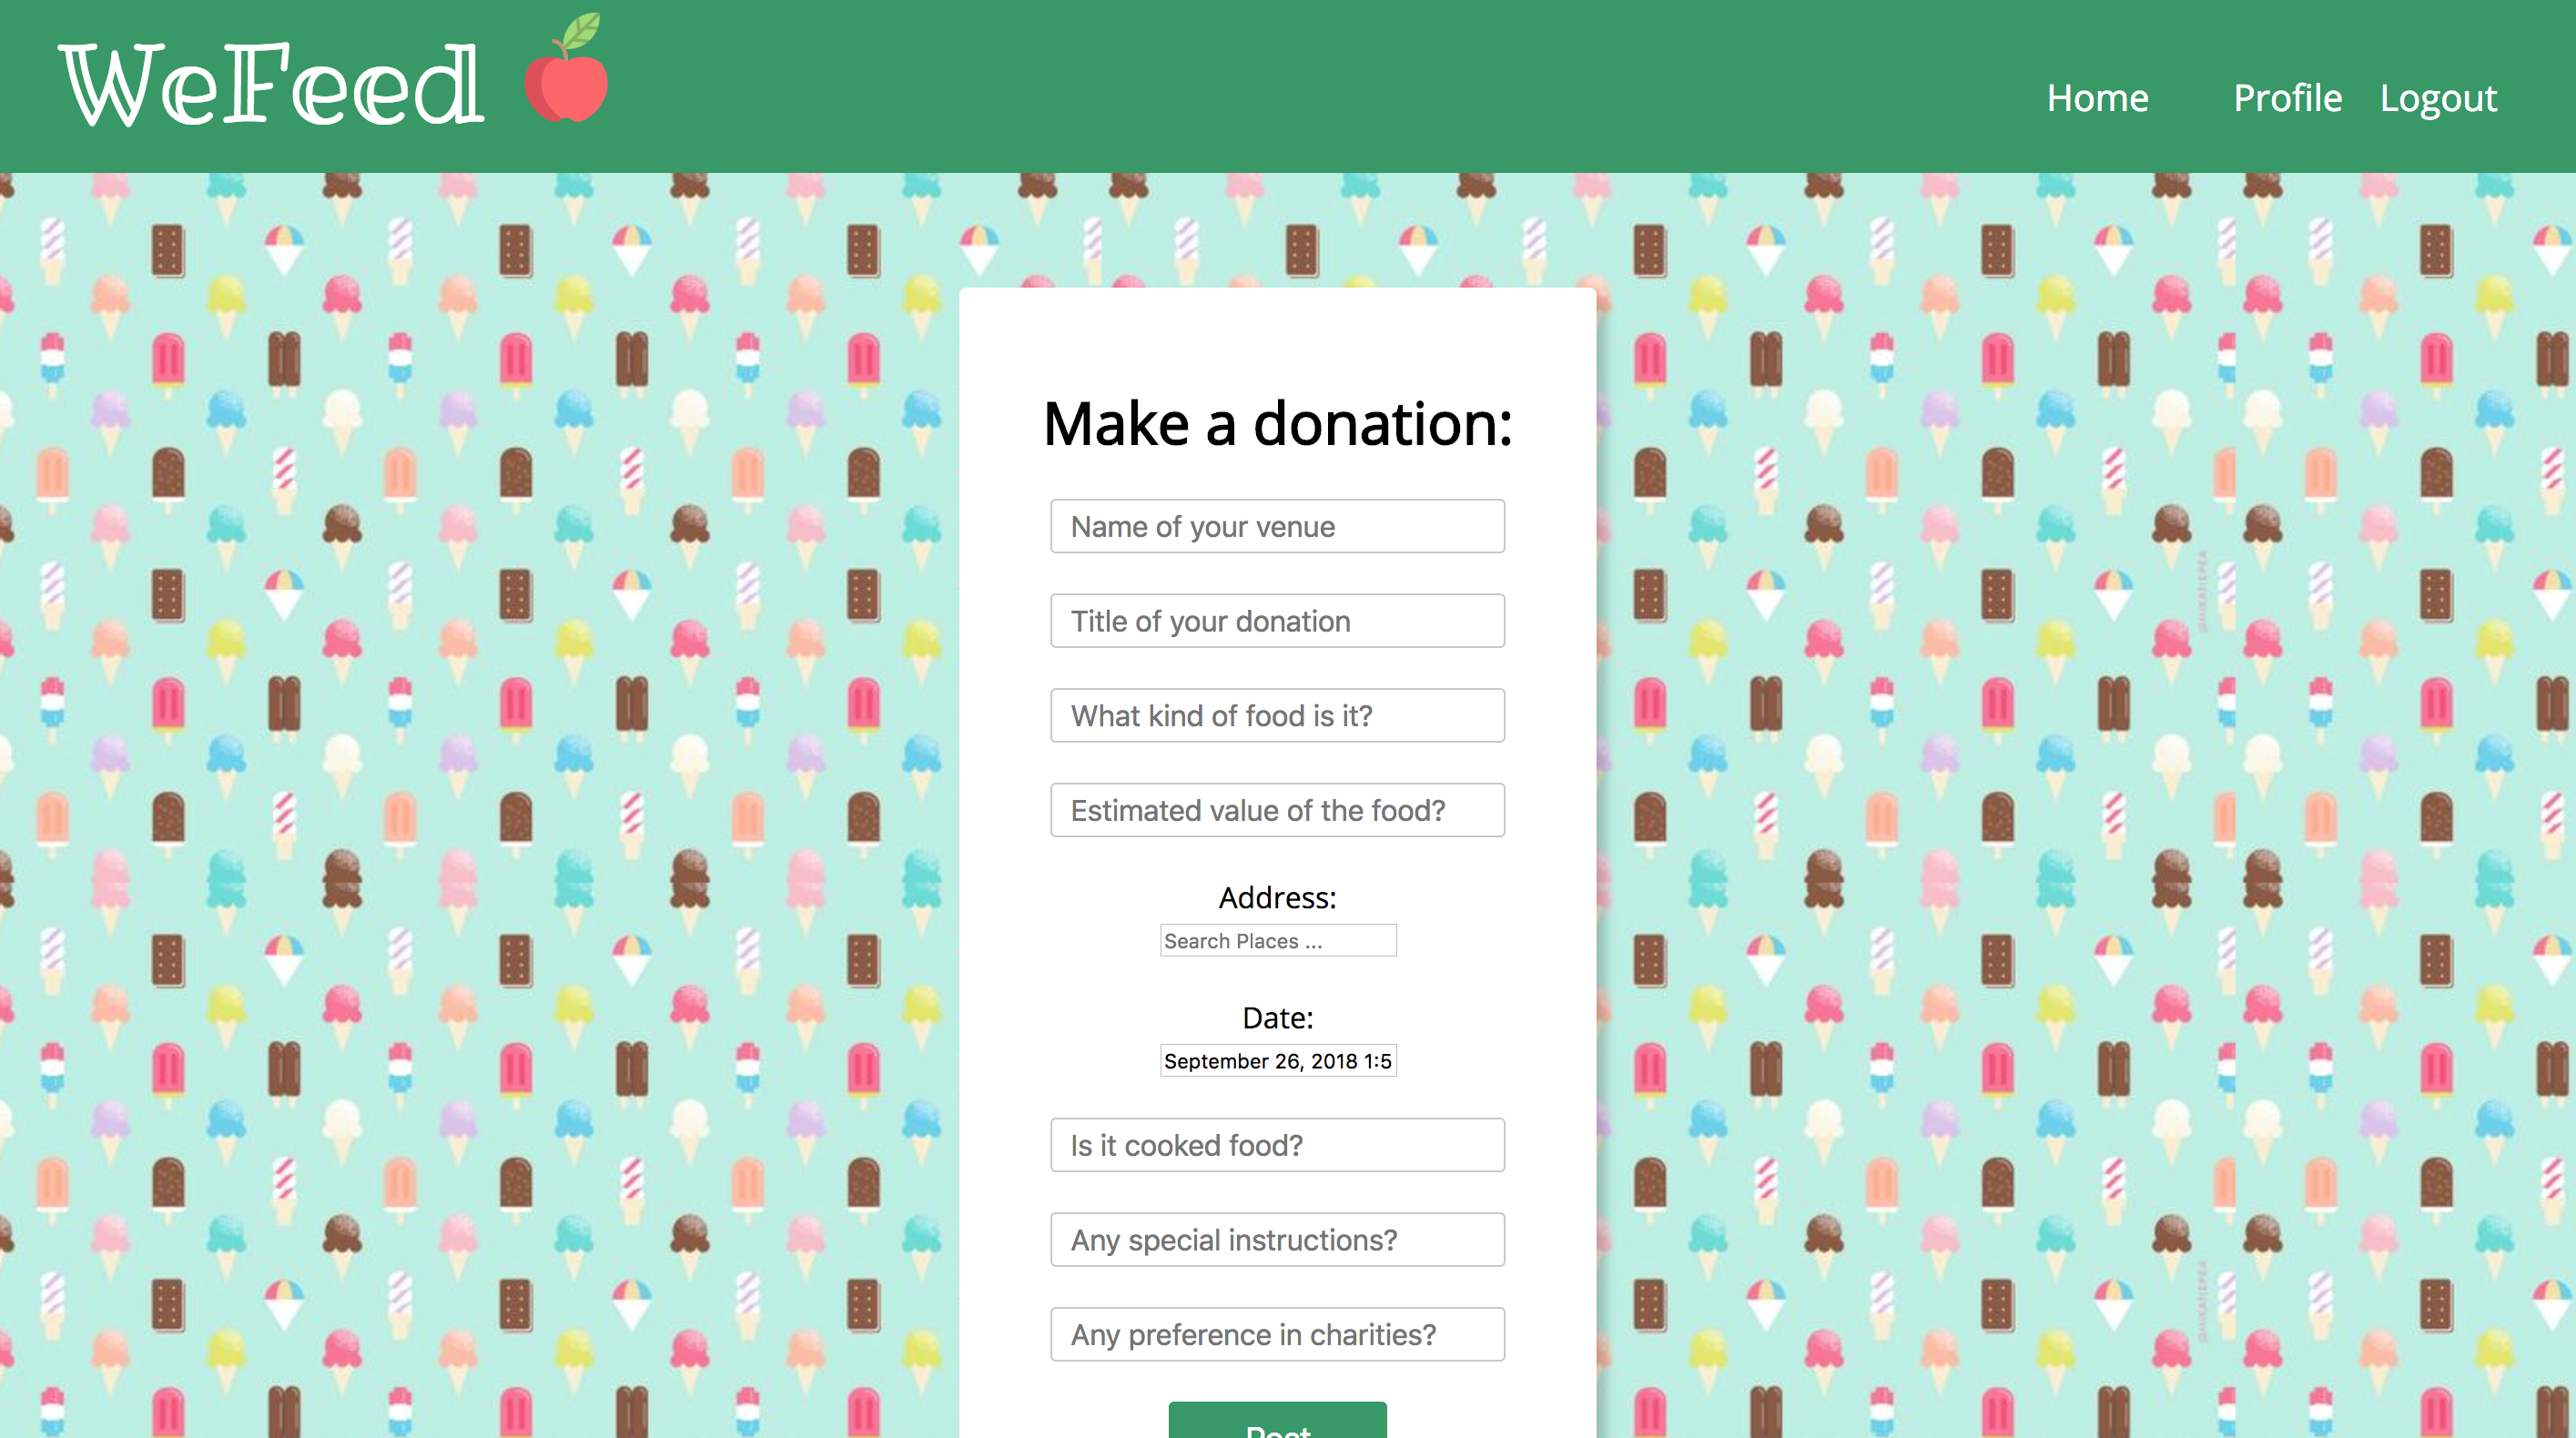 WeFeed
Home Profile Logout
Make a donation:
Name of your venue
Title of your donation
What kind of food is it?
Estimated value of the food?
Address:
Search Places ...
Date:
September 26, 2018 1:5
Is it cooked food?
Any special instructions?
Any preference in charities?
Post